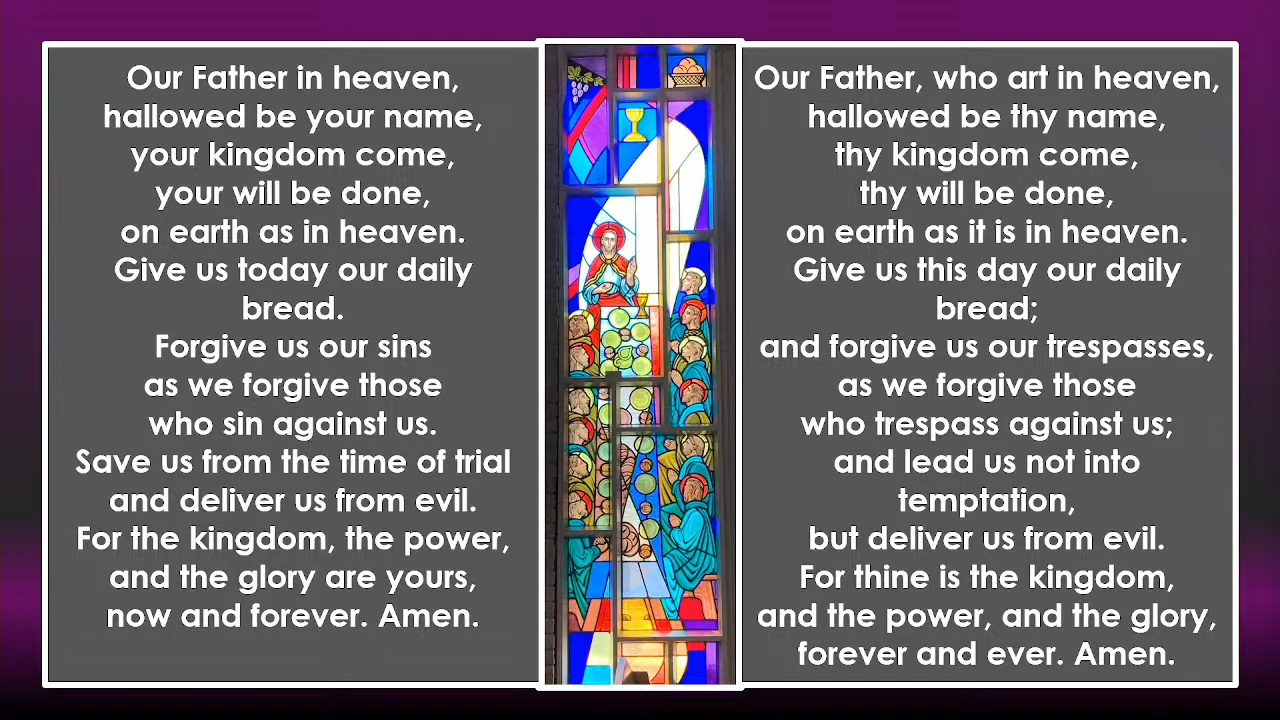 Our Father in heaven,
hallowed be your name,
your kingdom come,
your will be done,
on earth as in heaven.
Give us today our daily
bread.
Forgive us our sins
as we forgive those
who sin against us.
Save us from the time of trial
and deliver us from evil.
For the kingdom, the power,
and the glory are yours,
now and forever. Amen.
Our Father, who art in heaven,
hallowed be thy name,
thy kingdom come,
thy will be done,
on earth as it is in heaven.
Give us this day our daily
bread;
and forgive us our trespasses,
as we forgive those
who trespass against us;
and lead us not into
temptation,
but deliver us from evil.
For thine is the kingdom,
and the power, and the glory,
forever and ever. Amen.